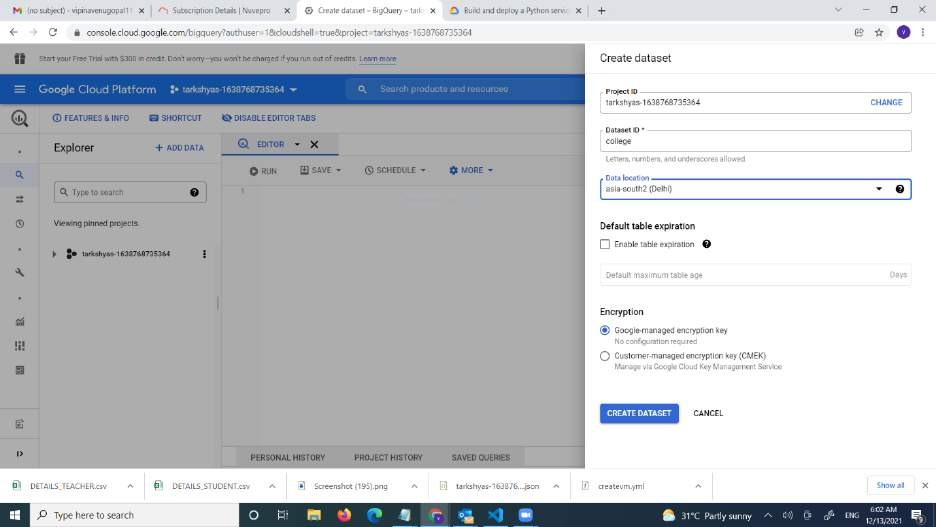 (no subject) - vipinavenugopal11
Subscription Details | Nuvepro
Create dataset – BigQuery – tark
Build and deploy a Python servic
console.cloud.google.com/bigquery?authuser=1&cloudshell=true&project=tarkshyas-1638768735364
V
Start your Free Trial with $300 in credit. Don't worry—you won't be charged if you run out of credits. Learn more
Google Cloud Platform
tarkshyas-1638768735364
Search products and resources
FEATURES & INFO
SHORTCUT
DISABLE EDITOR TABS
Explorer
+ ADD DATA
EDITOR
RUN
SAVE
SCHEDULE
MORE
Type to search
1
Viewing pinned projects.
tarkshyas-1638768735364
PERSONAL HISTORY
PROJECT HISTORY
SAVED QUERIES
Create dataset
Project ID
tarkshyas-1638768735364
CHANGE
Dataset ID *
college
Letters, numbers, and underscores allowed
Data location
asia-south2 (Delhi)
Default table expiration
Enable table expiration
Default maximum table age
Days
Encryption
Google-managed encryption key
No configuration required
Customer-managed encryption key (CMEK)
Manage via Google Cloud Key Management Service
CREATE DATASET
CANCEL
DETAILS_TEACHER.csv
DETAILS_STUDENT.csv
Screenshot (195).png
tarkshyas-163876....json
createvm.yml
Show all
Type here to search
31°C Partly sunny
ENG
6:02 AM
12/13/2021
9